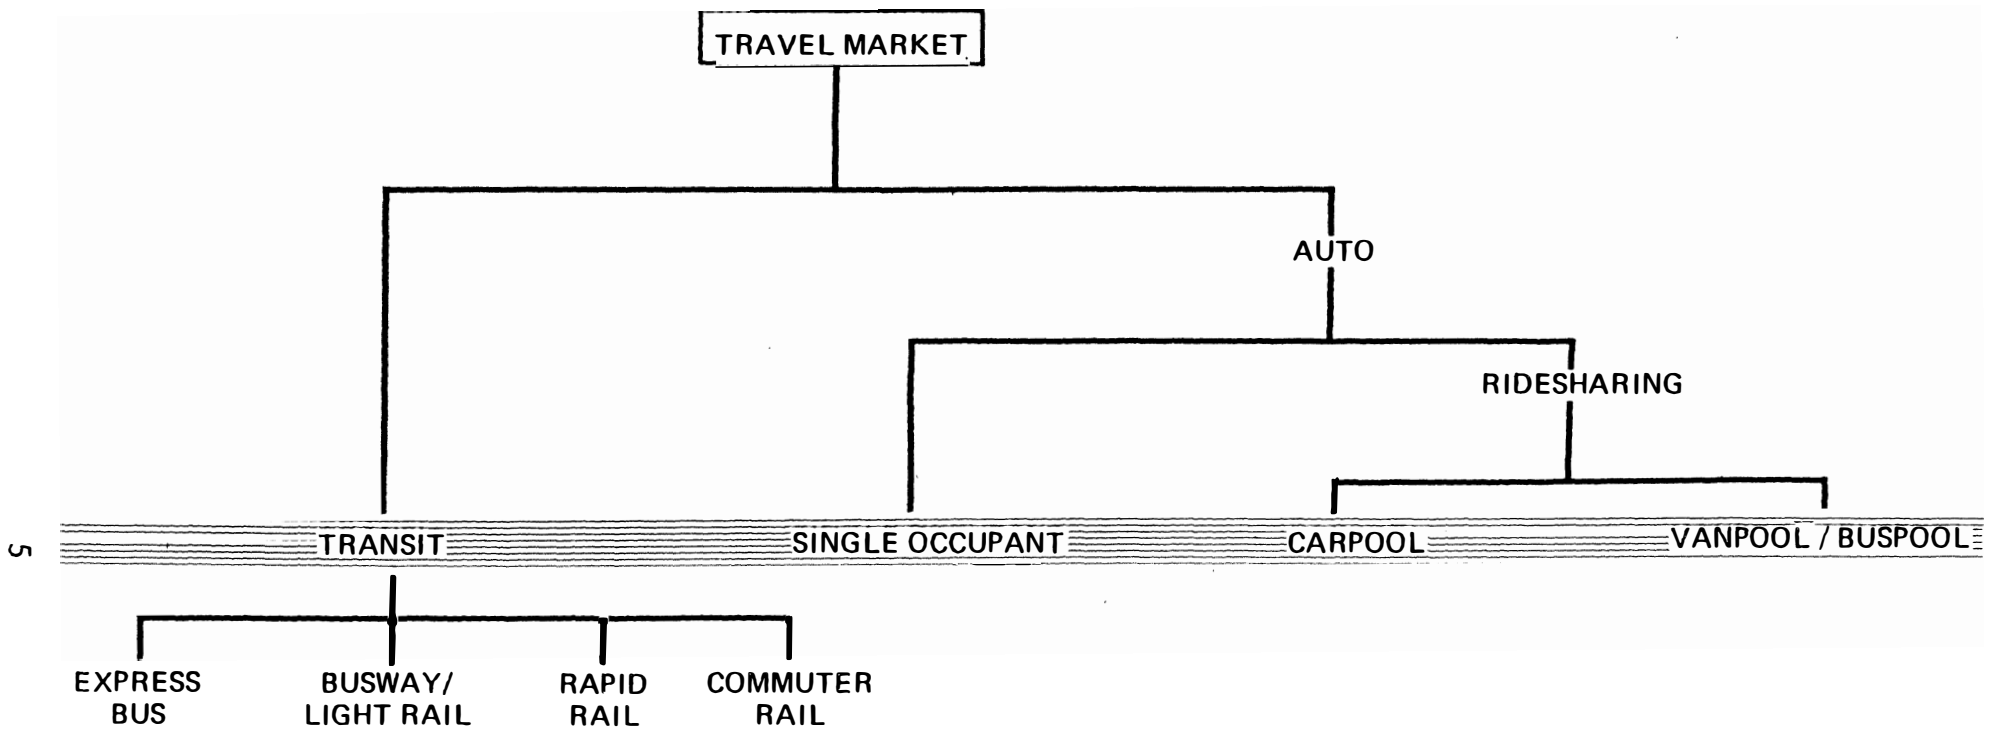 TRAVEL MARKET
AUTO
RIDESHARING
TRANSIT SINGLE OCCUPANT CARPOOL VANPOOL / BUSPOOL
5
EXPRESS BUS
BUSWAY/
LIGHT RAIL
RAPID
RAIL
COMMUTER
RAIL